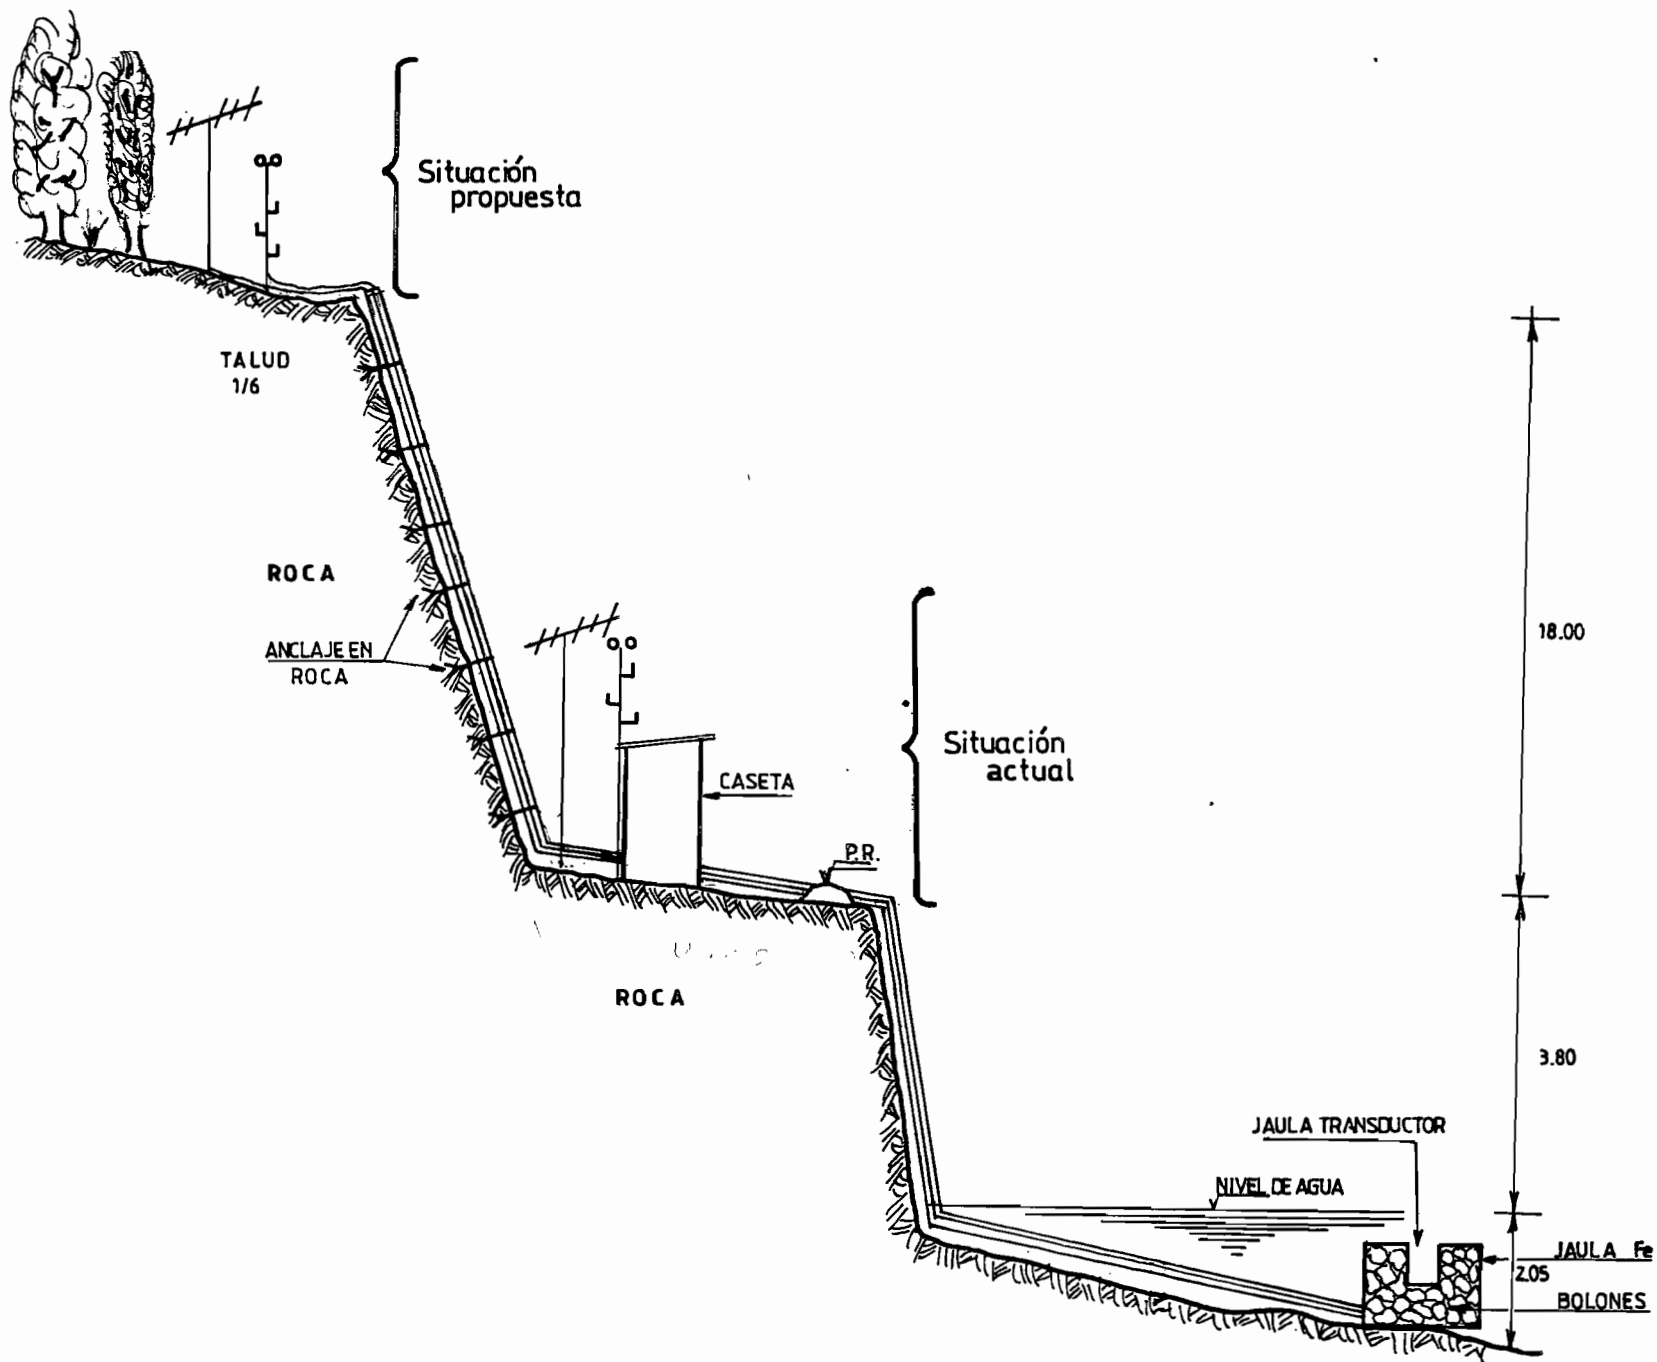 Situación
propuesta
TALUD
1/6
ROCA
18.00
ANCLAJE EN
ROCA
Situación
actual
CASETA
P.R.
ROCA
3.80
JAULA TRANSDUCTOR
NIVEL DE AGUA
JAULA Fe
2.05
BOLONES